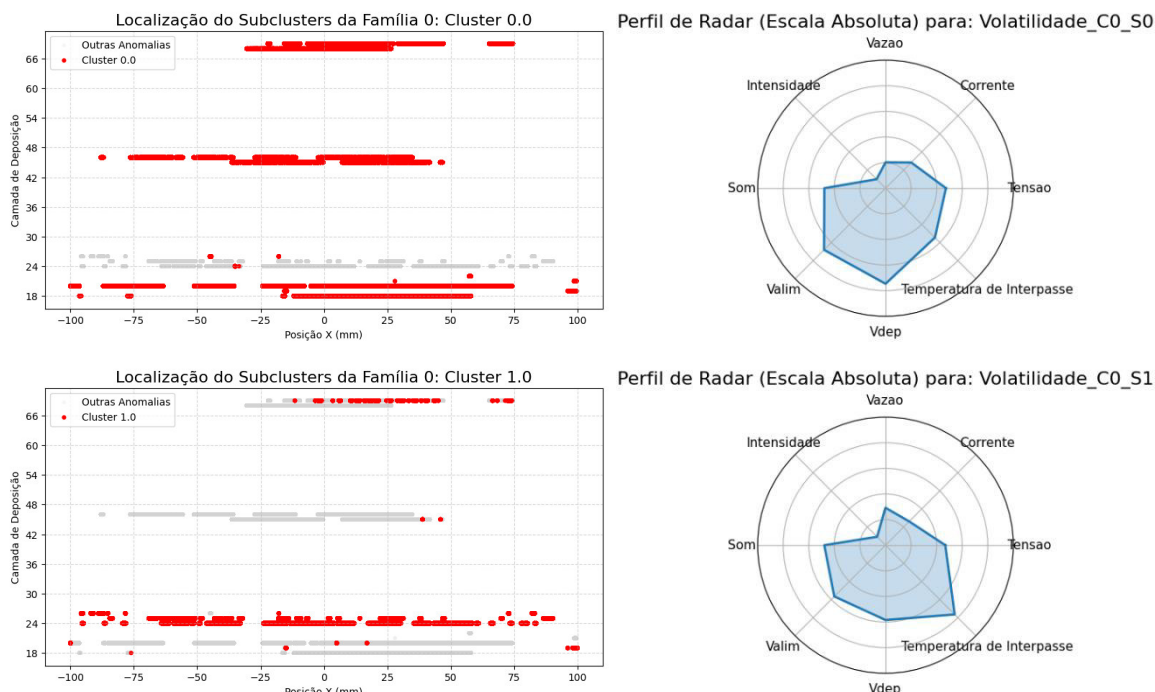 Localização do Subclusters da Família 0: Cluster 0.0
Outras Anomalias
Cluster 0.0
Camada de Deposição
66
60
54
48
42
36
30
24
18
−100
−75
−50
−25
0
25
50
75
100
Posição X (mm)
Perfil de Radar (Escala Absoluta) para: Volatilidade_C0_S0
Vazao
Intensidade
Corrente
Som
Tensao
Valim
Temperatura de Interpasse
Vdep
Localização do Subclusters da Família 0: Cluster 1.0
Outras Anomalias
Cluster 1.0
Camada de Deposição
66
60
54
48
42
36
30
24
18
−100
−75
−50
−25
0
25
50
75
100
Posição X (mm)
Perfil de Radar (Escala Absoluta) para: Volatilidade_C0_S1
Vazao
Intensidade
Corrente
Som
Tensao
Valim
Temperatura de Interpasse
Vdep